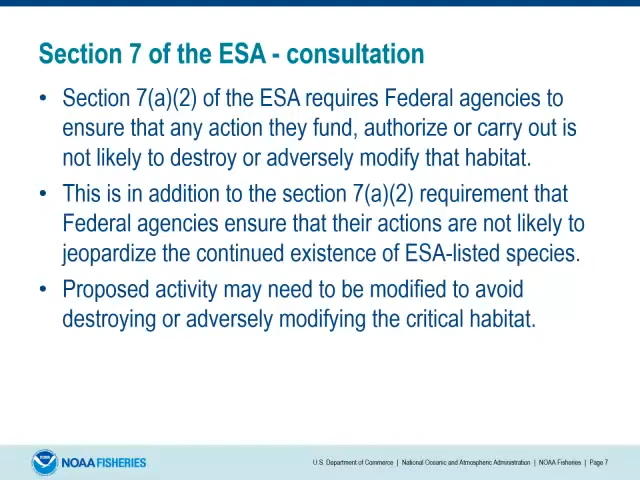 Section 7 of the ESA - consultation
• Section 7(a)(2) of the ESA requires Federal agencies to
ensure that any action they fund, authorize or carry out is
not likely to destroy or adversely modify that habitat.
• This is in addition to the section 7(a)(2) requirement that
Federal agencies ensure that their actions are not likely to
jeopardize the continued existence of ESA-listed species.
• Proposed activity may need to be modified to avoid
destroying or adversely modifying the critical habitat.
NOAA FISHERIES
U.S. Department of Commerce | National Oceanic and Atmospheric Administration | NOAA Fisheries | Page 7